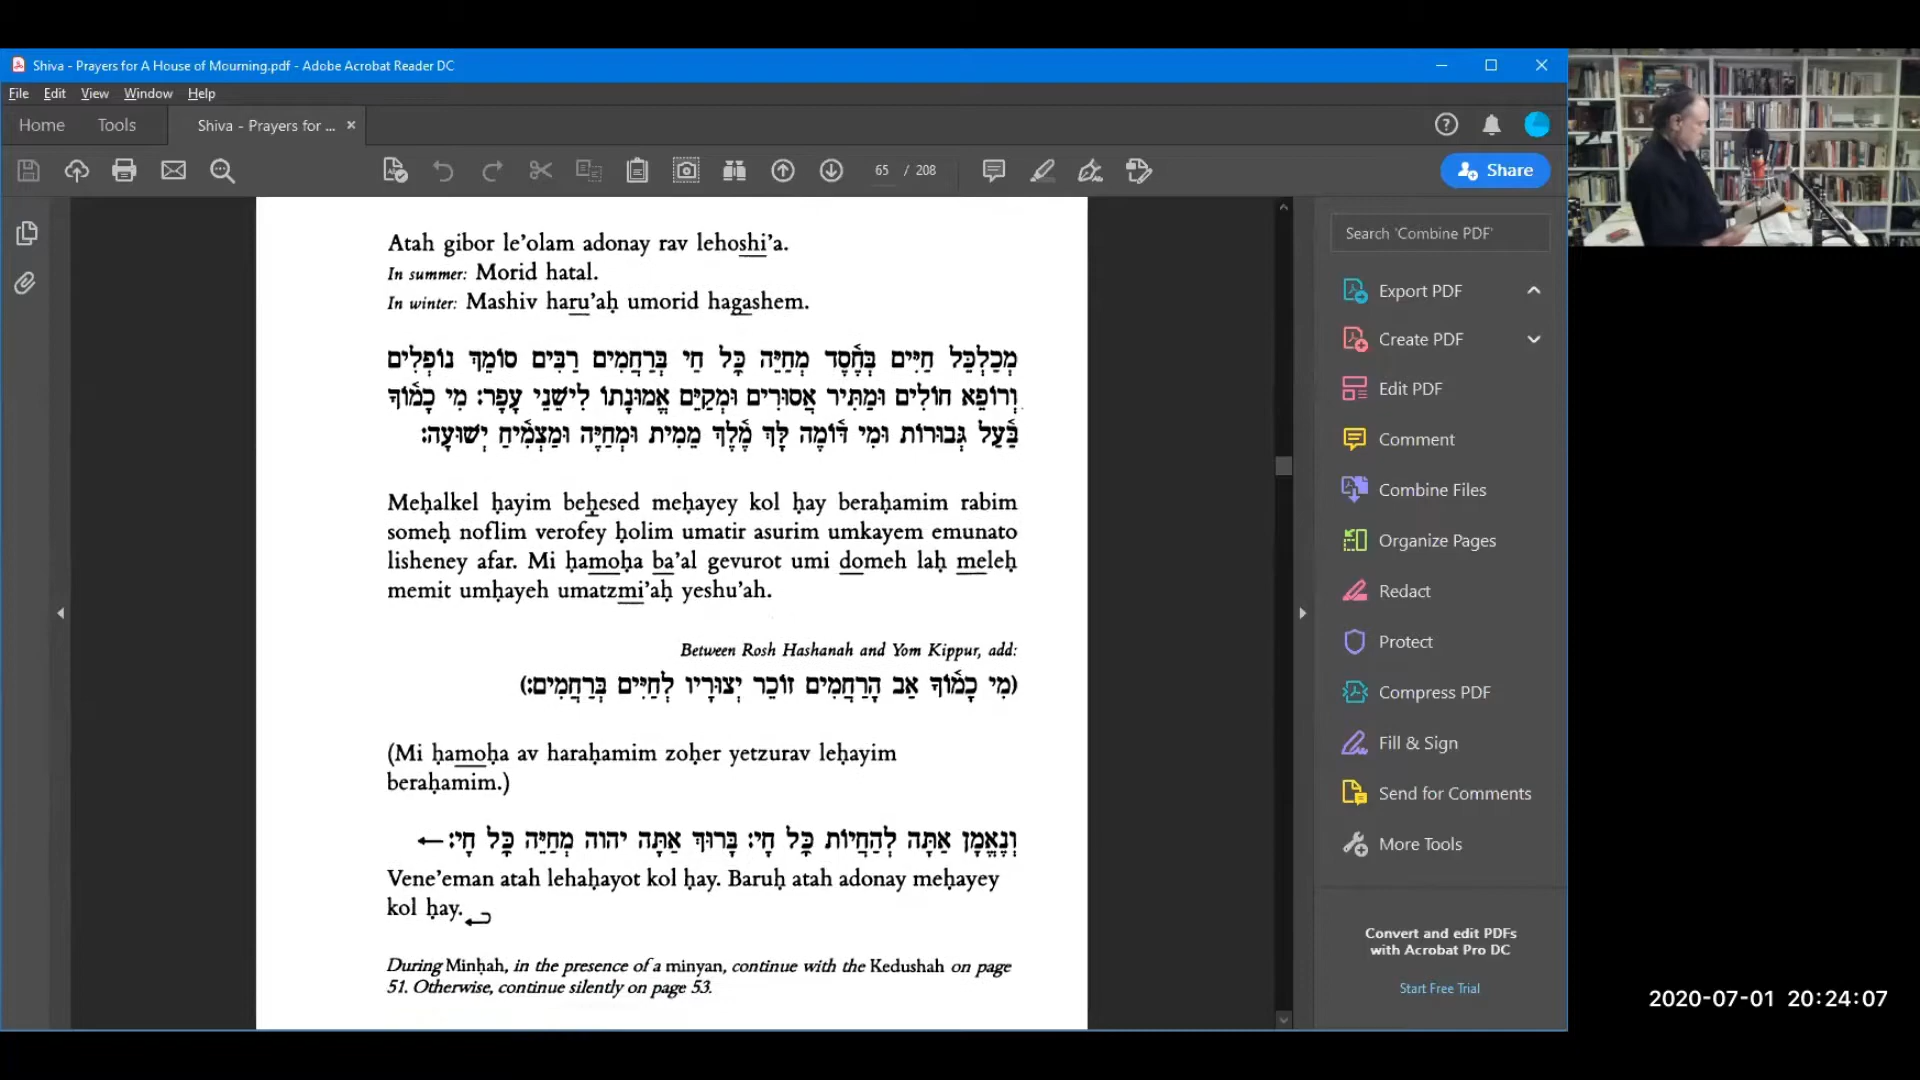 Shiva - Prayers for A House of Mourning.pdf - Adobe Acrobat Reader DC
File Edit View Window Help
Home Tools Shiva - Prayers for ... ×
65 / 208
Share
Atah gibor le’olam adonay rav lehoshi’a.
In summer: Morid hatal.
In winter: Mashiv haru’aḥ umorid hagashem.
מְכַלְכֵּל חַיִּים בְּחֶסֶד מְחַיֵּה כָּל חַי בְּרַחֲמִים רַבִּים סוֹמֵךְ נוֹפְלִים
וְרוֹפֵא חוֹלִים וּמַתִּיר אֲסוּרִים וּמְקַיֵּם אֱמוּנָתוֹ לִישֵׁנֵי עָפָר: מִי כָמֽוֹךָ
בַּֽעַל גְּבוּרוֹת וּמִי דּֽוֹמֶה לָּךְ מֶֽלֶךְ מֵמִית וּמְחַיֶּה וּמַצְמִֽיחַ יְשׁוּעָה:
Meḥalkel ḥayim beḥesed meḥayey kol ḥay beraḥamim rabim
someḥ noflim verofey ḥolim umatir asurim umkayem emunato
lisheney afar. Mi ḥamoḥa ba’al gevurot umi domeh laḥ meleḥ
memit umḥayeh umatzmi’aḥ yeshu’ah.
Between Rosh Hashanah and Yom Kippur, add:
(מִי כָמֽוֹךָ אַב הָרַחֲמִים זוֹכֵר יְצוּרָיו לְחַיִּים בְּרַחֲמִים:)
(Mi ḥamoḥa av haraḥamim zoḥer yetzurav leḥayim
beraḥamim.)
וְנֶאֱמָן אַתָּה לְהַחֲיוֹת כָּל חָי: בָּרוּךְ אַתָּה יהוה מְחַיֵּה כָּל חָי: ←
Vene’eman atah lehaḥayot kol ḥay. Baruḥ atah adonay meḥayey
kol ḥay.
During Minḥah, in the presence of a minyan, continue with the Kedushah on page
51. Otherwise, continue silently on page 53.
Search 'Combine PDF'
Export PDF
Create PDF
Edit PDF
Comment
Combine Files
Organize Pages
Redact
Protect
Compress PDF
Fill & Sign
Send for Comments
More Tools
Convert and edit PDFs
with Acrobat Pro DC
Start Free Trial
2020-07-01 20:24:07